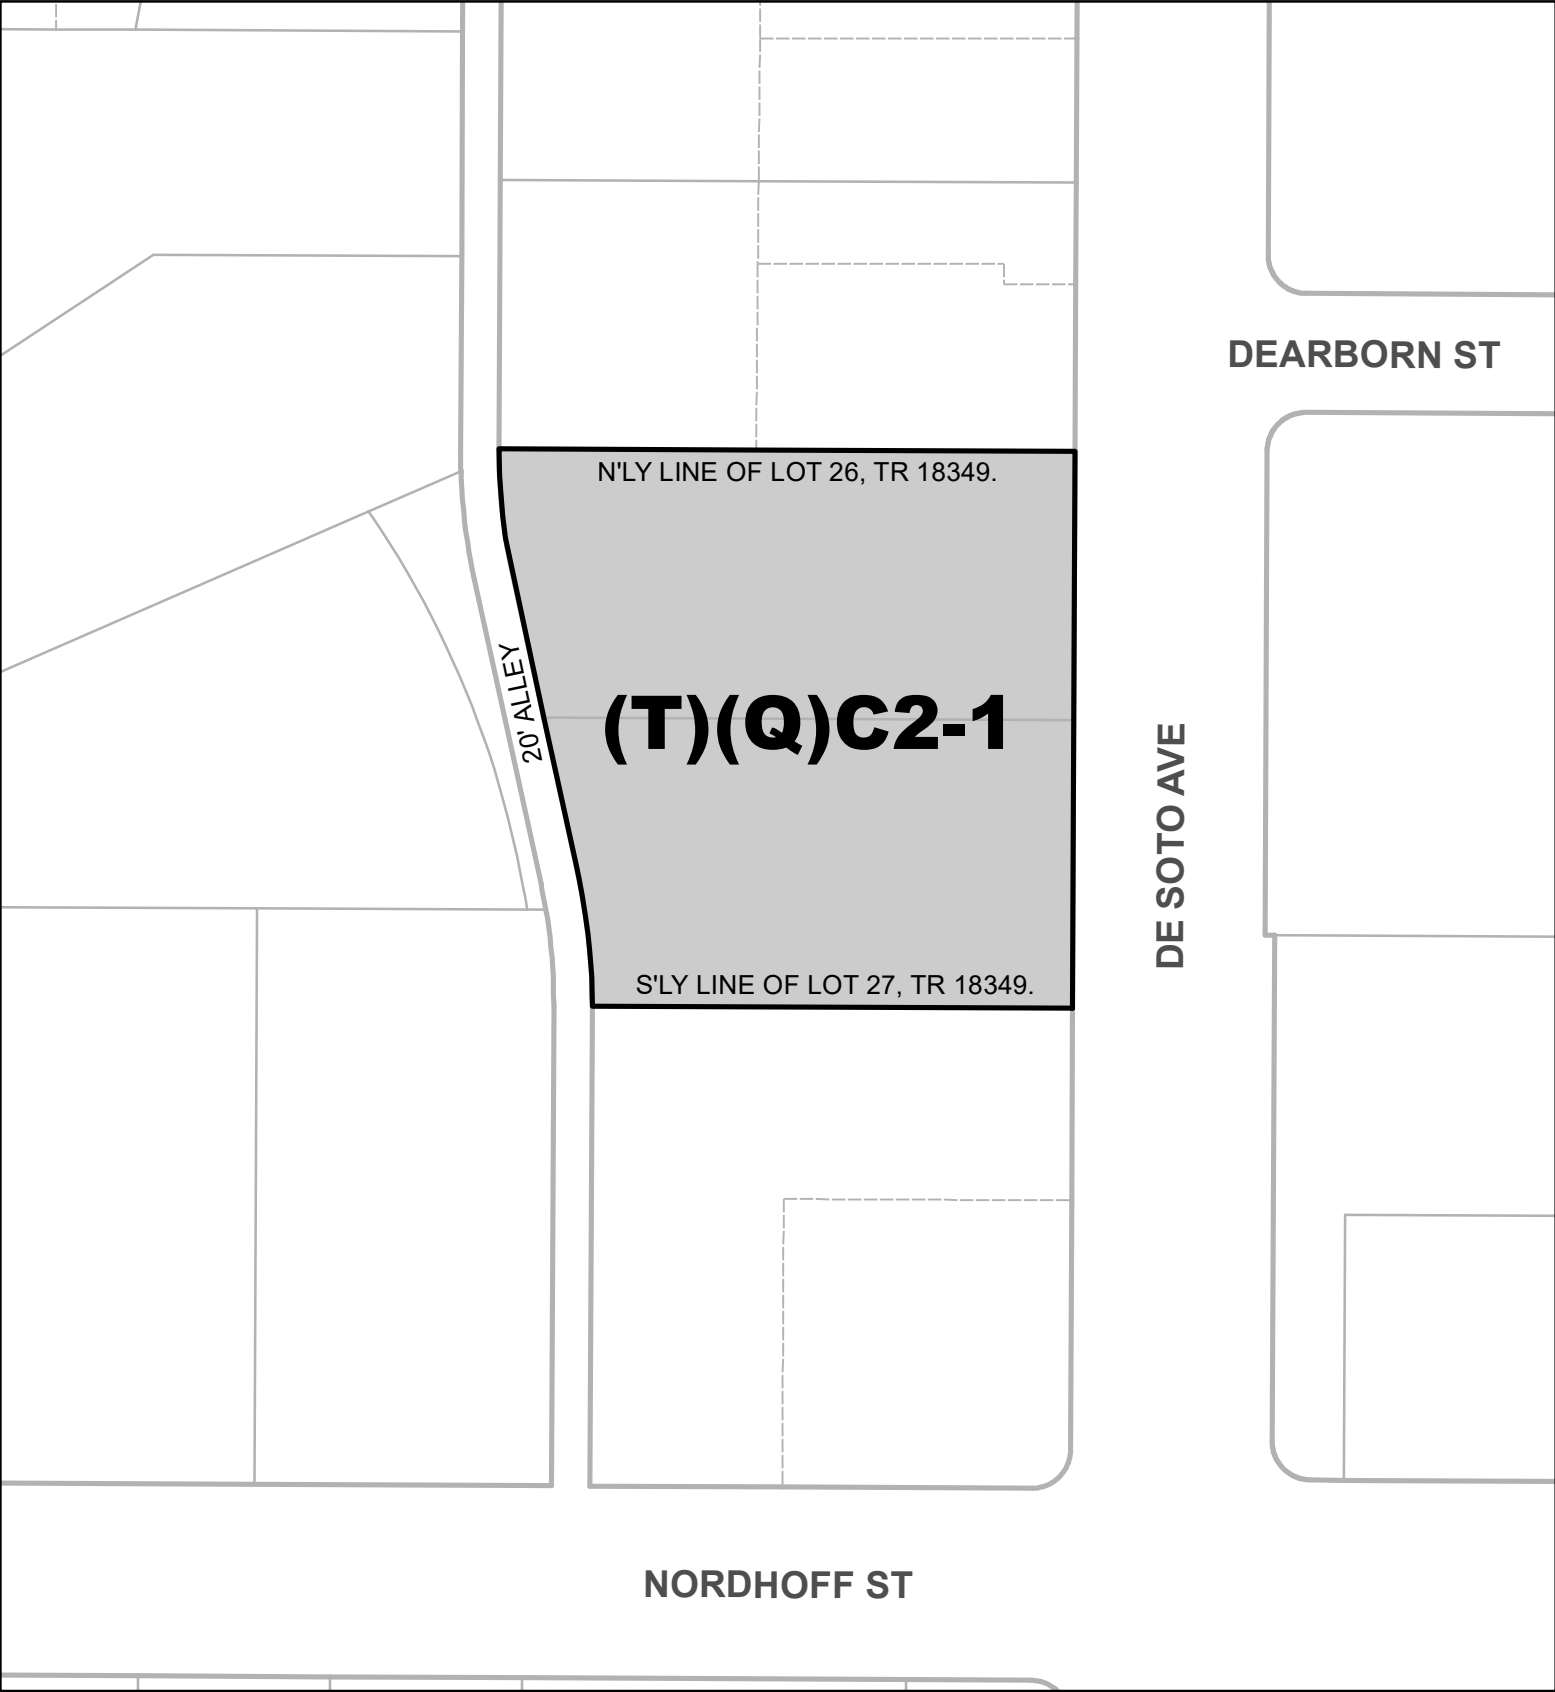 DEARBORN ST
N'LY LINE OF LOT 26, TR 18349.
20' ALLEY
(T)(Q)C2-1
DE SOTO AVE
S'LY LINE OF LOT 27, TR 18349.
NORDHOFF ST